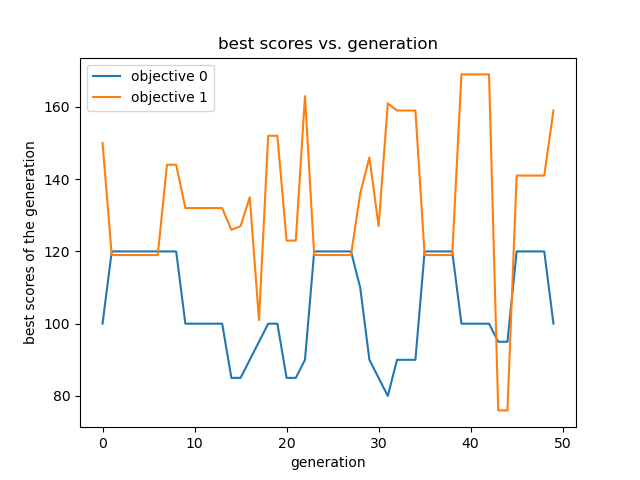 best scores vs. generation
objective 0
objective 1
best scores of the generation
160
140
120
100
80
0 10 20 30 40 50
generation